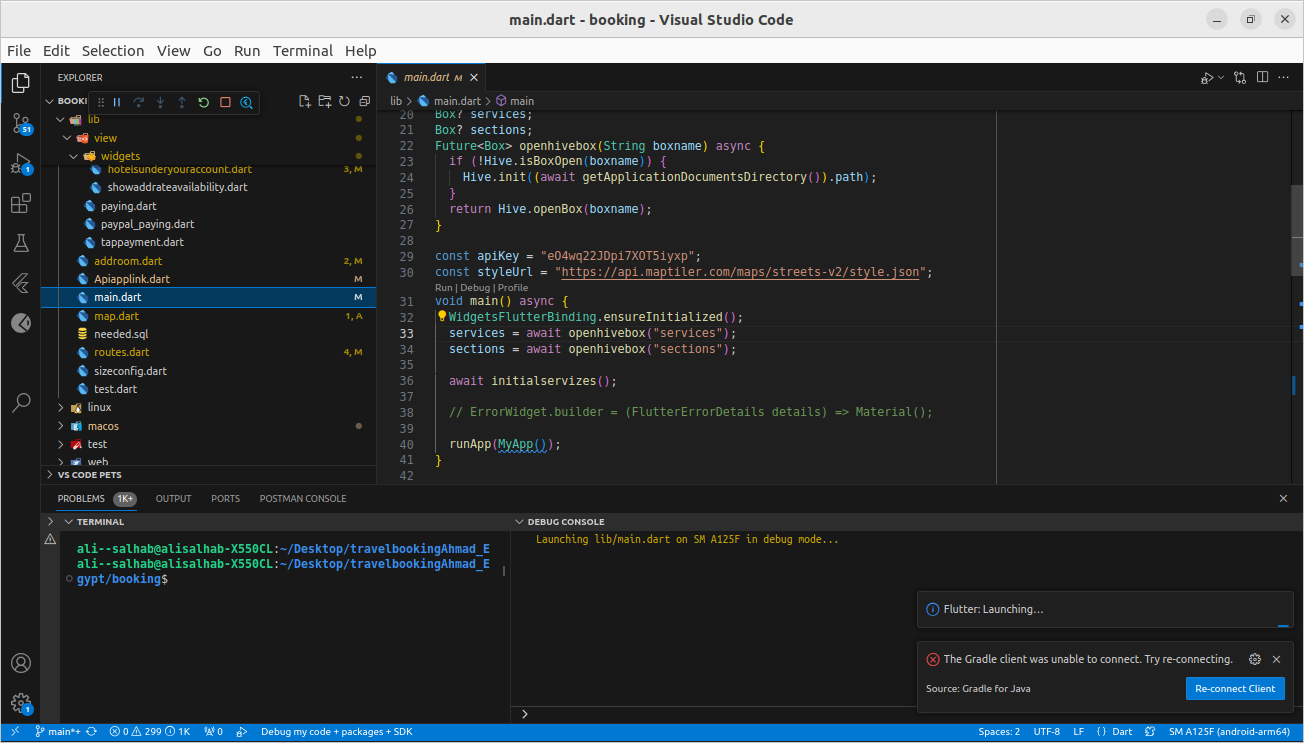 main.dart - booking - Visual Studio Code
File Edit Selection View Go Run Terminal Help
EXPLORER
BOOKI
lib
view
widgets
hotelsunderyouraccount.dart 3, M
showaddrateavailability.dart
paying.dart
paypal_paying.dart
tappayment.dart
addroom.dart 2, M
Apiapplink.dart M
main.dart M
map.dart 1, A
needed.sql
routes.dart 4, M
sizeconfig.dart
test.dart
linux
macos
test
web
VS CODE PETS
51
1
1
main.dart M
lib > main.dart > main
20 Box? services;
21 Box? sections;
22 Future<Box> openhivebox(String boxname) async {
23 if (!Hive.isBoxOpen(boxname)) {
24 Hive.init((await getApplicationDocumentsDirectory()).path);
25 }
26 return Hive.openBox(boxname);
27 }
28
29 const apiKey = "eO4wq22JDpi7XOT5iyxp";
30 const styleUrl = "https://api.maptiler.com/maps/streets-v2/style.json";
Run | Debug | Profile
31 void main() async {
32 WidgetsFlutterBinding.ensureInitialized();
33 services = await openhivebox("services");
34 sections = await openhivebox("sections");
35
36 await initialservizes();
37
38 // ErrorWidget.builder = (FlutterErrorDetails details) => Material();
39
40 runApp(MyApp());
41 }
42
PROBLEMS 1K+ OUTPUT PORTS POSTMAN CONSOLE
TERMINAL
ali--salhab@alisalhab-X550CL:~/Desktop/travelbookingAhmad_E
ali--salhab@alisalhab-X550CL:~/Desktop/travelbookingAhmad_E
gypt/booking$
DEBUG CONSOLE
Launching lib/main.dart on SM A125F in debug mode...
Flutter: Launching…
The Gradle client was unable to connect. Try re-connecting.
Source: Gradle for Java
Re-connect Client
main*+ 0 299 1K 0 Debug my code + packages + SDK Spaces: 2 UTF-8 LF {} Dart SM A125F (android-arm64)